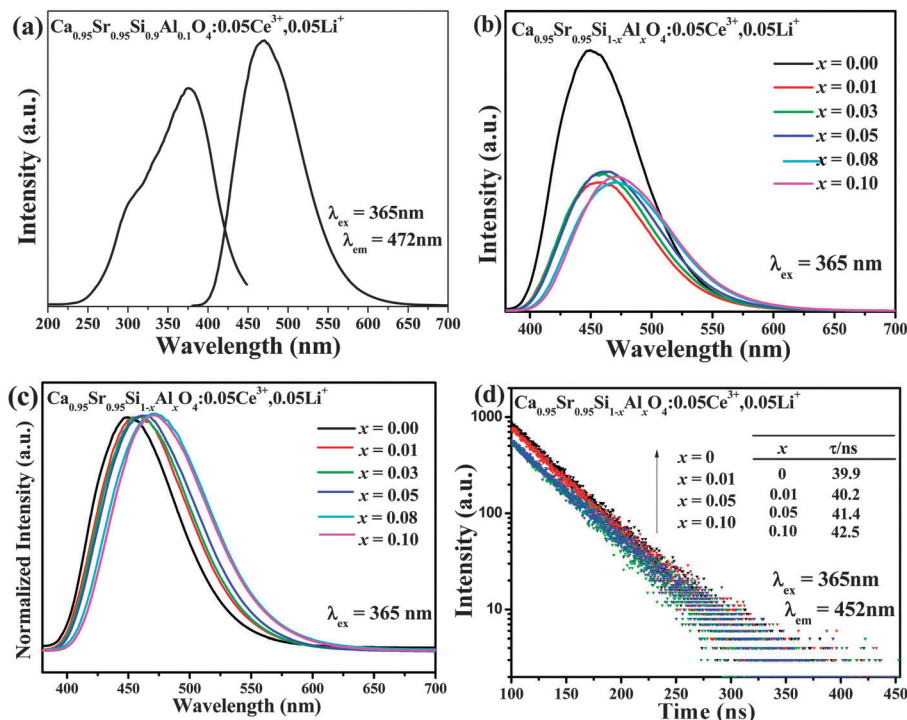 (a)
Ca0.95Sr0.95Si0.9Al0.1O4:0.05Ce3+,0.05Li+
Intensity (a.u.)
λex = 365nm
λem = 472nm
200 250 300 350 400 450 500 550 600 650 700
Wavelength (nm)
(b)
Ca0.95Sr0.95Si1-xAlxO4:0.05Ce3+,0.05Li+
Intensity (a.u.)
x = 0.00
x = 0.01
x = 0.03
x = 0.05
x = 0.08
x = 0.10
λex = 365 nm
400 450 500 550 600 650 700
Wavelength (nm)
(c)
Ca0.95Sr0.95Si1-xAlxO4:0.05Ce3+,0.05Li+
Normalized Intensity (a.u.)
x = 0.00
x = 0.01
x = 0.03
x = 0.05
x = 0.08
x = 0.10
λex = 365 nm
400 450 500 550 600 650 700
Wavelength (nm)
(d)
Ca0.95Sr0.95Si1-xAlxO4:0.05Ce3+,0.05Li+
Intensity (a.u.)
1000
100
10
x = 0
x = 0.01
x = 0.05
x = 0.10
x τ/ns
0 39.9
0.01 40.2
0.05 41.4
0.10 42.5
λex = 365nm
λem = 452nm
100 150 200 250 300 350 400 450
Time (ns)